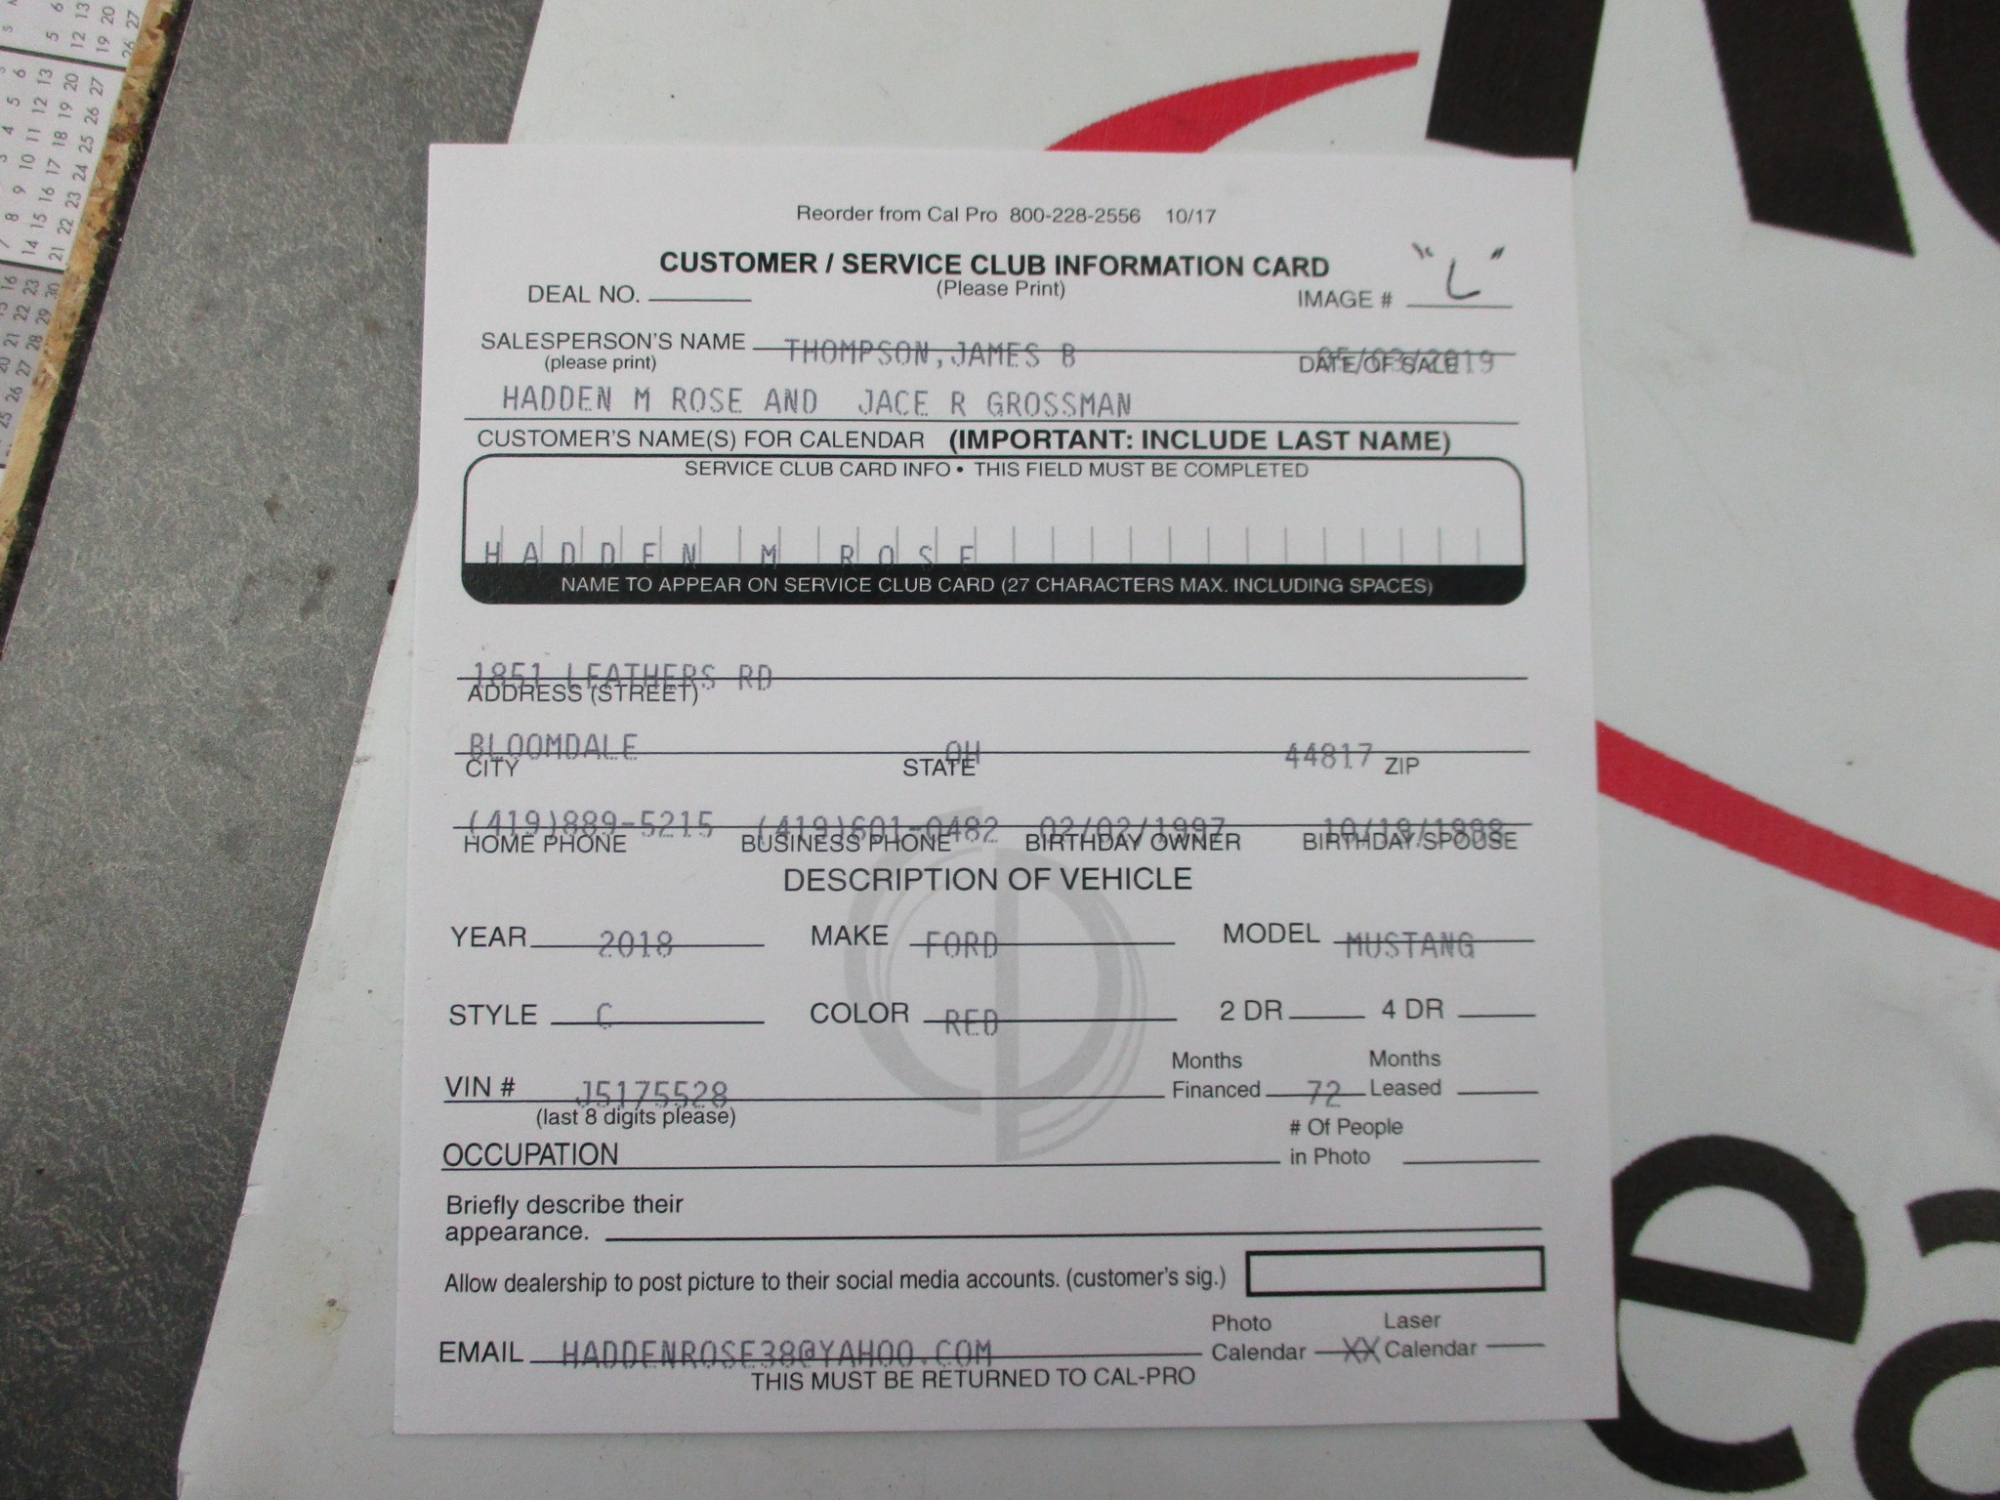 Reorder from Cal Pro 800-228-2556 10/17
CUSTOMER / SERVICE CLUB INFORMATION CARD
(Please Print)
DEAL NO.
IMAGE # "L"
SALESPERSON'S NAME THOMPSON,JAMES B
(please print)
DATE OF SALE
HADDEN M ROSE AND JACE R GROSSMAN
CUSTOMER'S NAME(S) FOR CALENDAR (IMPORTANT: INCLUDE LAST NAME)
SERVICE CLUB CARD INFO • THIS FIELD MUST BE COMPLETED
HADDEN M ROSE
NAME TO APPEAR ON SERVICE CLUB CARD (27 CHARACTERS MAX. INCLUDING SPACES)
1851 LEATHERS RD
ADDRESS (STREET)
BLOOMDALE OH 44817
CITY STATE ZIP
(419)889-5215 (419)601-0482 02/02/1997
HOME PHONE BUSINESS PHONE BIRTHDAY OWNER BIRTHDAY SPOUSE
DESCRIPTION OF VEHICLE
YEAR 2018 MAKE FORD MODEL MUSTANG
STYLE C COLOR RED 2 DR 4 DR
VIN # J5175528 Months Financed 72 Months Leased
(last 8 digits please)
OCCUPATION # Of People in Photo
Briefly describe their
appearance.
Allow dealership to post picture to their social media accounts. (customer's sig.)
EMAIL HADDENROSE38@YAHOO.COM Photo Calendar XX Laser Calendar
THIS MUST BE RETURNED TO CAL-PRO